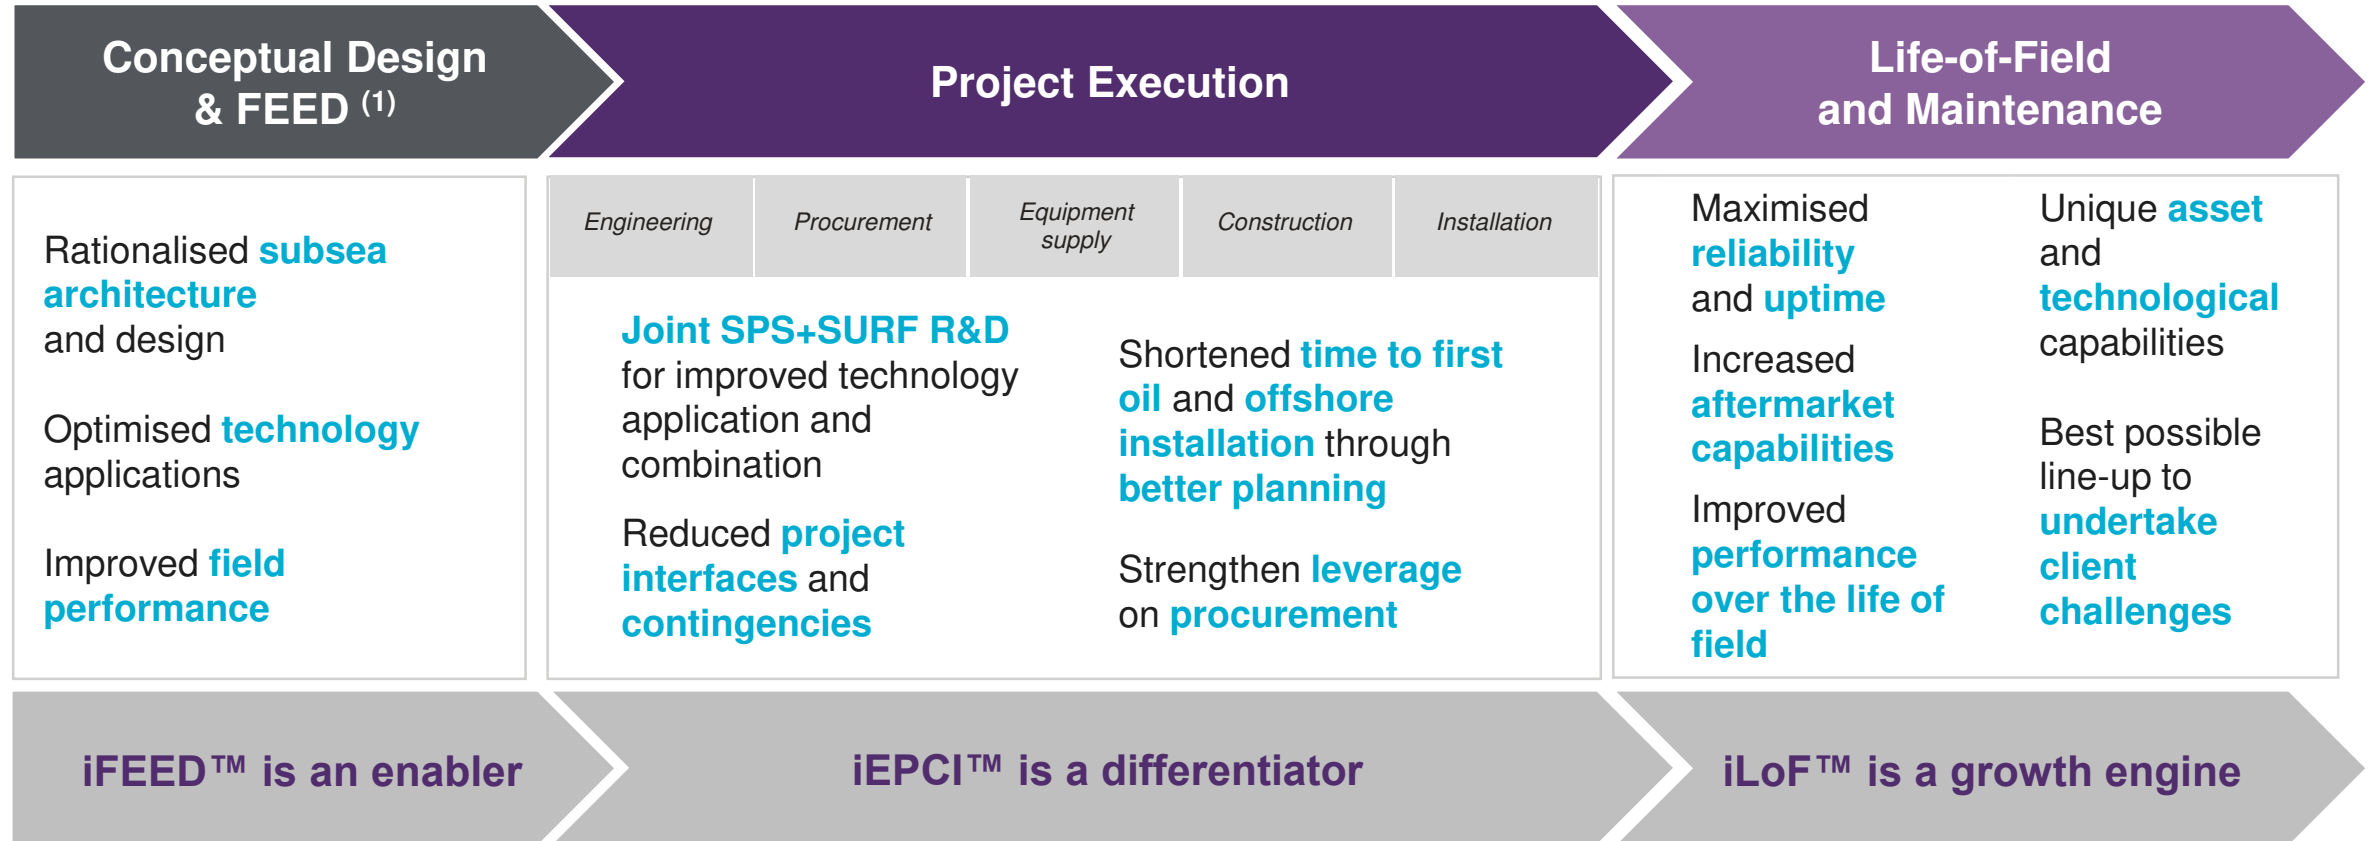 Conceptual Design
& FEED (1)
Project Execution
Life-of-Field
and Maintenance
Rationalised subsea
architecture
and design
Optimised technology
applications
Improved field
performance
Engineering
Procurement
Equipment
supply
Construction
Installation
Joint SPS+SURF R&D
for improved technology
application and
combination
Reduced project
interfaces and
contingencies
Shortened time to first
oil and offshore
installation through
better planning
Strengthen leverage
on procurement
Maximised
reliability
and uptime
Increased
aftermarket
capabilities
Improved
performance
over the life of
field
Unique asset
and
technological
capabilities
Best possible
line-up to
undertake
client
challenges
iFEED™ is an enabler
iEPCI™ is a differentiator
iLoF™ is a growth engine